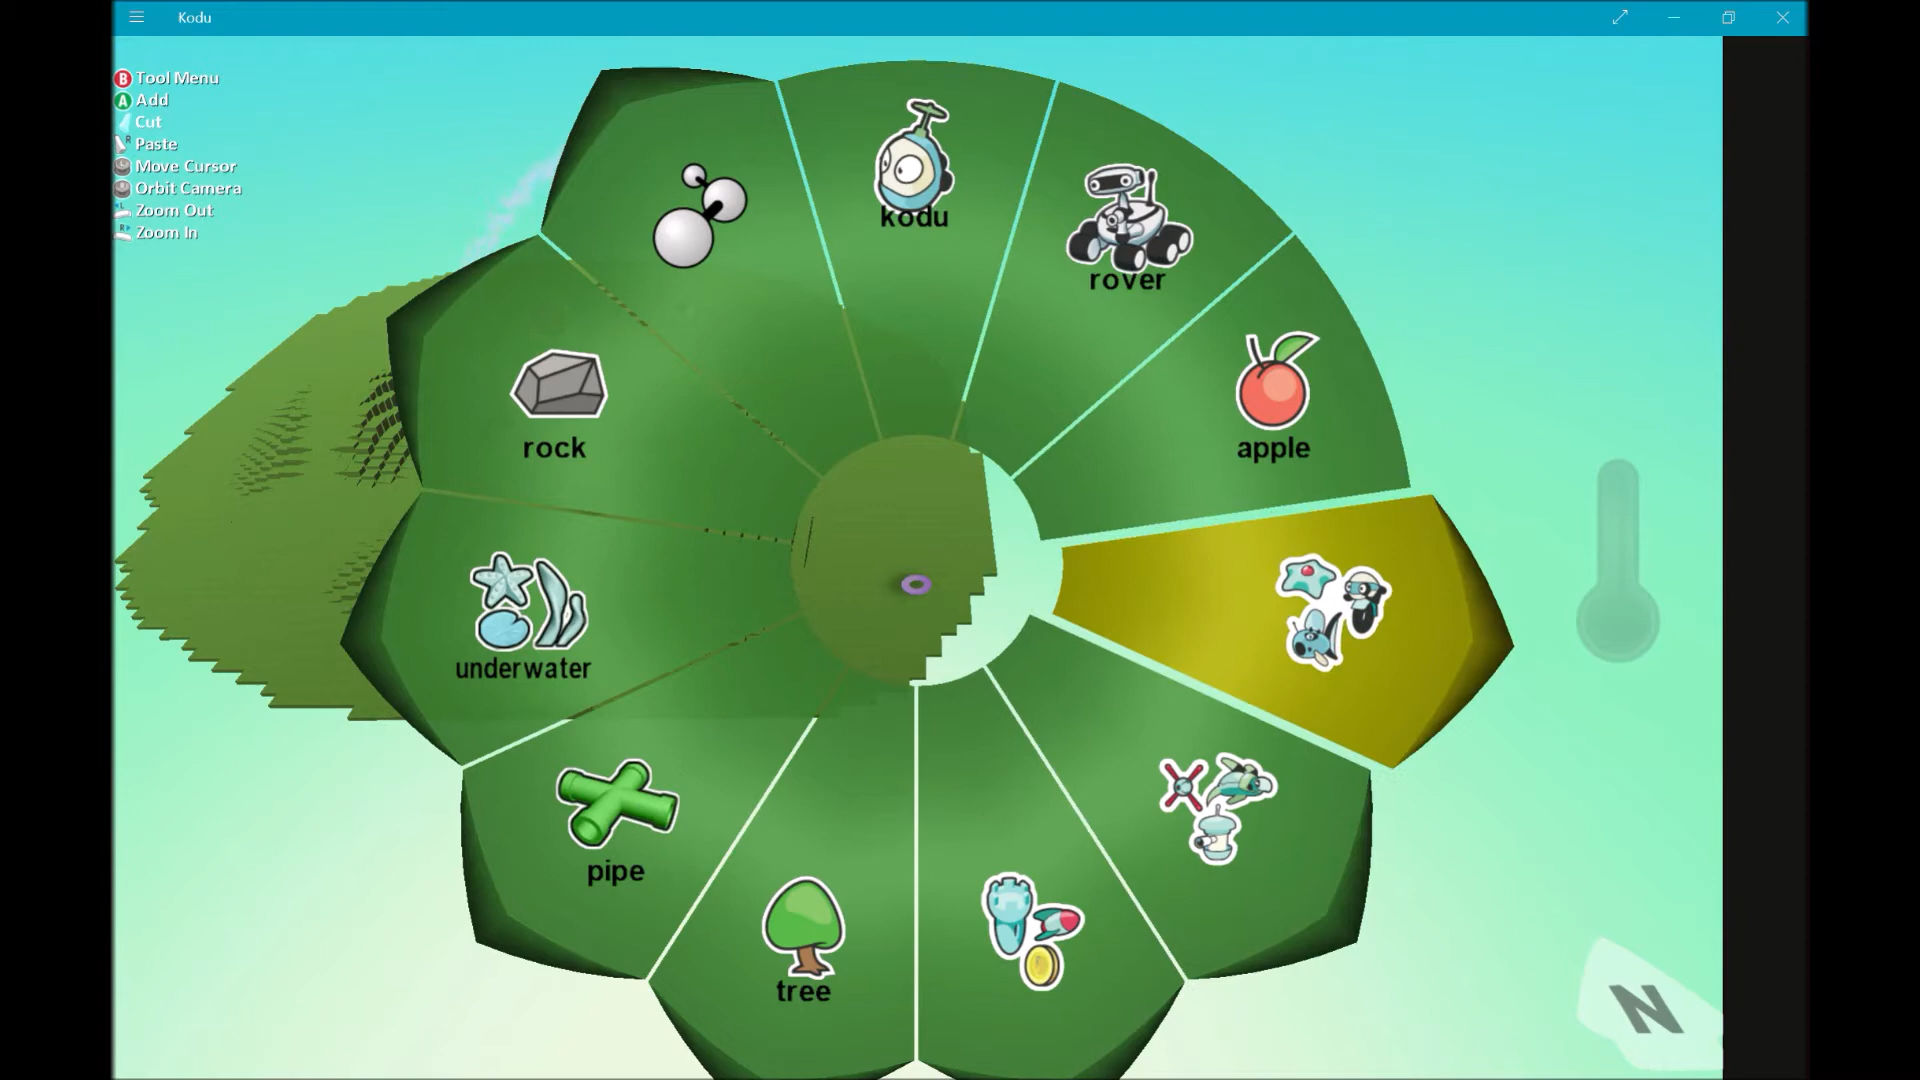 Kodu
B Tool Menu
A Add
Cut
Paste
Move Cursor
Orbit Camera
Zoom Out
Zoom In
kodu
rover
rock
apple
underwater
pipe
tree
N